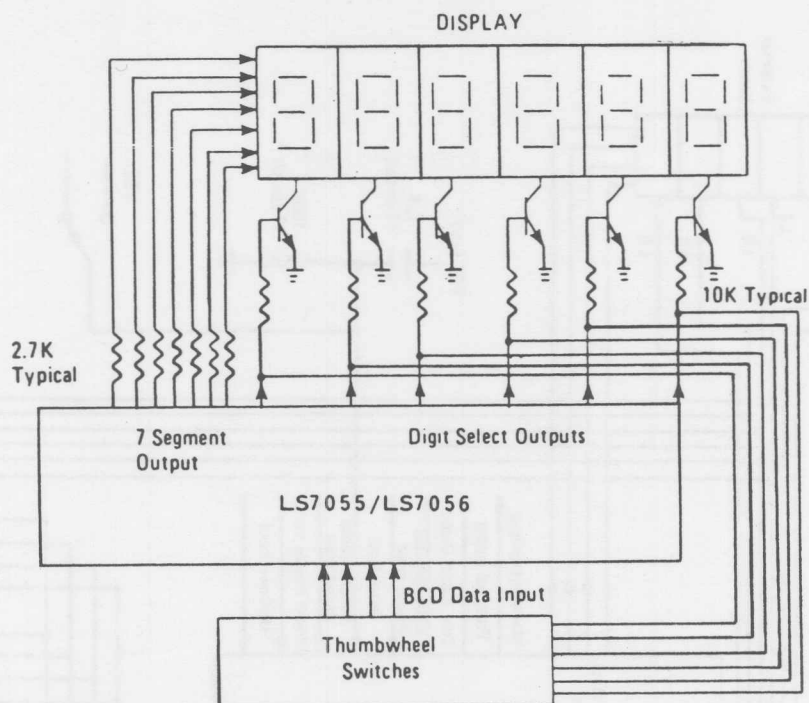 DISPLAY
10K Typical
2.7K
Typical
7 Segment
Output
Digit Select Outputs
LS7055/LS7056
BCD Data Input
Thumbwheel
Switches